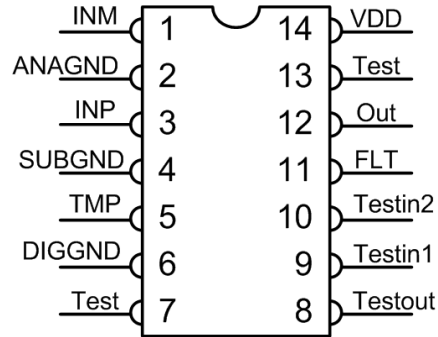 INM 1 14 VDD
ANAGND 2 13 Test
INP 3 12 Out
SUBGND 4 11 FLT
TMP 5 10 Testin2
DIGGND 6 9 Testin1
Test 7 8 Testout